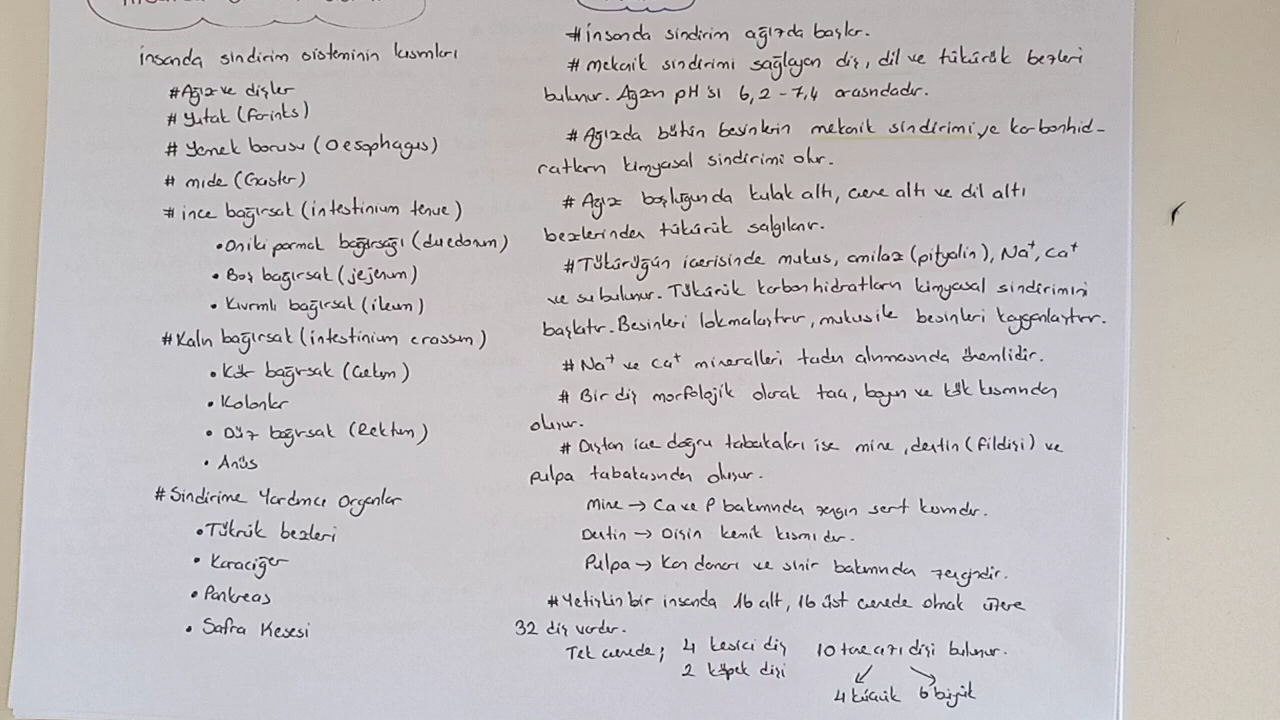 insanda sindirim sisteminin kısımları
#Ağız ve dişler
# Yutak (farinks)
# Yemek borusu (Oesophagus)
# mide (Gaster)
# ince bağırsak (intestinium tenue)
• Oniki parmak bağırsağı (duedonum)
• Boş bağırsak (jejenum)
• Kıvrımlı bağırsak (ileum)
#Kalın bağırsak (intestinium crassum)
• Kör bağırsak (Çekum)
• Kolonlar
• Düz bağırsak (Rektum)
• Anüs
# Sindirime Yardımcı Organlar
• Tükrük bezleri
• Karaciğer
• Pankreas
• Safra Kesesi
# insanda sindirim ağızda başlar.
# mekanik sindirimi sağlayan diş, dil ve tükürük bezleri
bulunur. Ağzın pH'sı 6,2 - 7,4 arasındadır.
# Ağızda bütün besinlerin mekanik sindirimi ve karbonhid-
ratların kimyasal sindirimi olur.
# Ağız boşluğunda kulak altı, çene altı ve dil altı
bezlerinden tükürük salgılanır.
#Tükürüğün içerisinde mukus, amilaz (pityalin), Na⁺, Ca⁺
ve su bulunur. Tükürük karbonhidratların kimyasal sindirimini
başlatır. Besinleri lokmalaştırır, mukus ile besinleri kayganlaştırır.
# Na⁺ ve Ca⁺ mineralleri tadın alınmasında önemlidir.
# Bir diş morfolojik olarak taç, boyun ve kök kısmından
oluşur.
# Dıştan içe doğru tabakaları ise mine, dentin (fildişi) ve
pulpa tabakasından oluşur.
Mine → Ca ve P bakımından zengin sert kısımdır.
Dentin → Dişin kemik kısmıdır.
Pulpa → Kan damarı ve sinir bakımından zengindir.
# Yetişkin bir insanda 16 alt, 16 üst çenede olmak üzere
32 diş vardır.
Tek çenede; 4 kesici diş 10 tane azı dişi bulunur.
2 köpek dişi
4 küçük 6 büyük